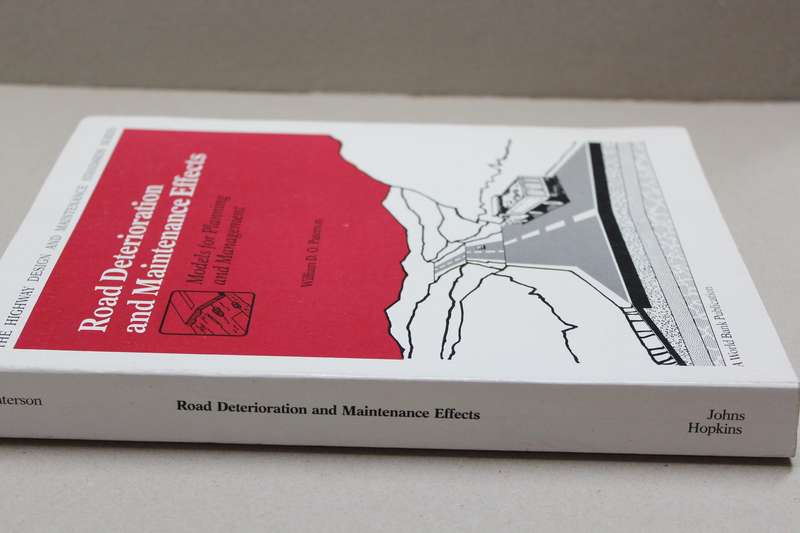 THE HIGHWAY DESIGN AND MAINTENANCE STANDARDS SERIES
Road Deterioration
and Maintenance Effects
Models for Planning
and Management
William D. O. Paterson
A World Bank Publication
aterson
Road Deterioration and Maintenance Effects
Johns
Hopkins